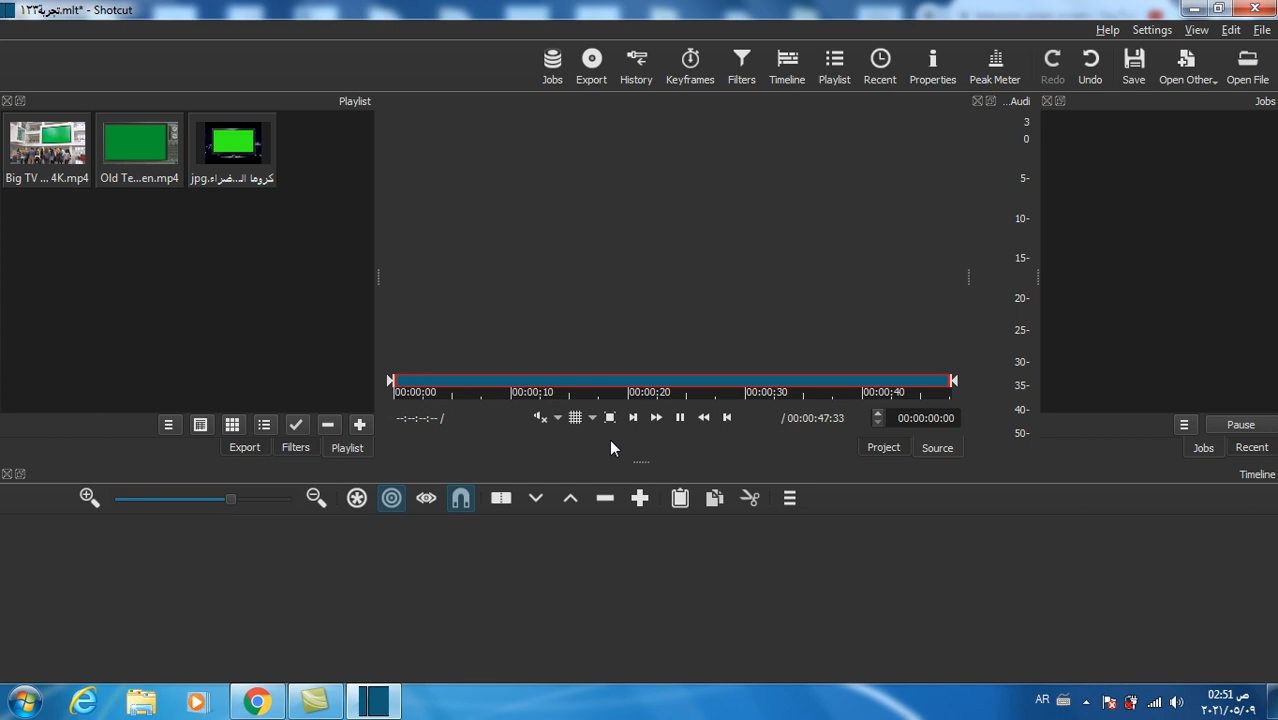 تجربة١٢٣.mlt* - Shotcut
Help Settings View Edit File
Jobs Export History Keyframes Filters Timeline Playlist Recent Properties Peak Meter Redo Undo Save Open Other... Open File
Playlist
...Audi
Jobs
Big TV ... 4K.mp4
Old Te...en.mp4
كروما الـ...ضراء.jpg
3
0
5-
10-
15-
20-
25-
30-
35-
40-
50-
00:00;00 00:00;10 00:00;20 00:00;30 00:00;40
--:--:--:-- /
/ 00:00:47:33
00:00:00:00
Pause
Export Filters Playlist
Project Source
Jobs Recent
Timeline
AR
02:51 ص
٢٠٢١/٠٥/٠٩